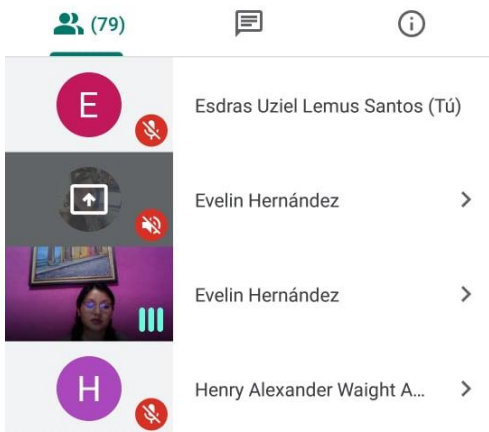 (79)
E
Esdras Uziel Lemus Santos (Tú)
Evelin Hernández
Evelin Hernández
H
Henry Alexander Waight A...